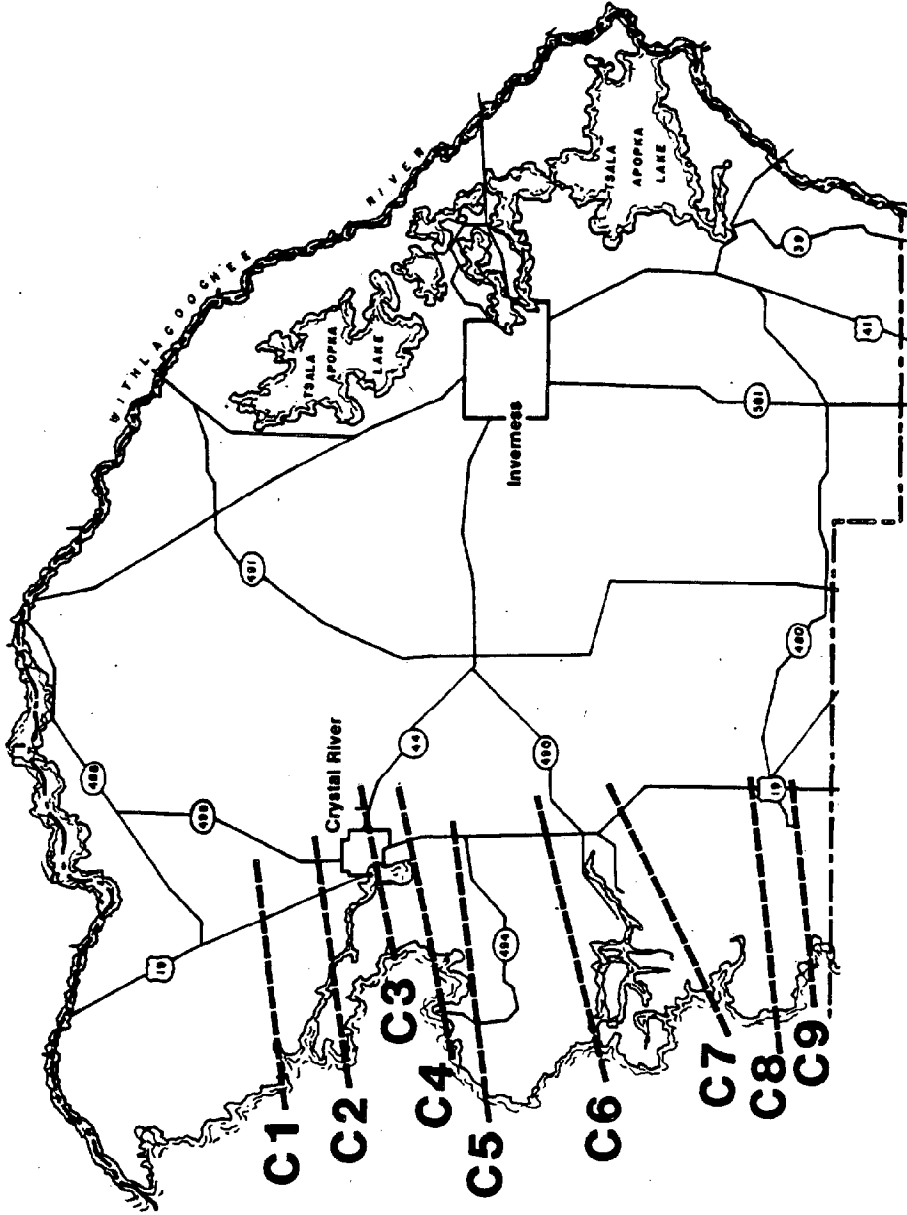 WITHLACOOCHEE
RIVER
TSALA
APOPKA
LAKE
TSALA
APOPKA
LAKE
Inverness
Crystal River
488
495
19
491
44
490
494
480
19
581
41
39
C1
C2
C3
C4
C5
C6
C7
C8
C9